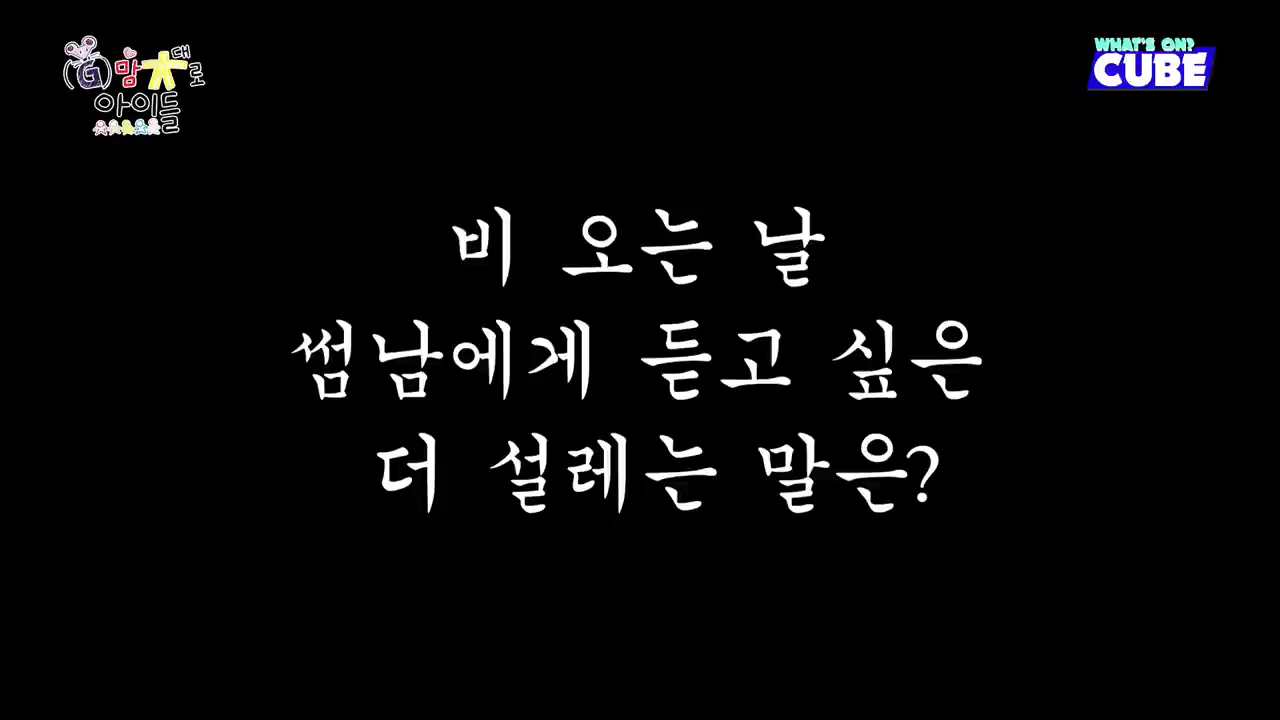 (G)맘대로
아이들
WHAT'S ON?
CUBE
비 오는 날
썸남에게 듣고 싶은
더 설레는 말은?